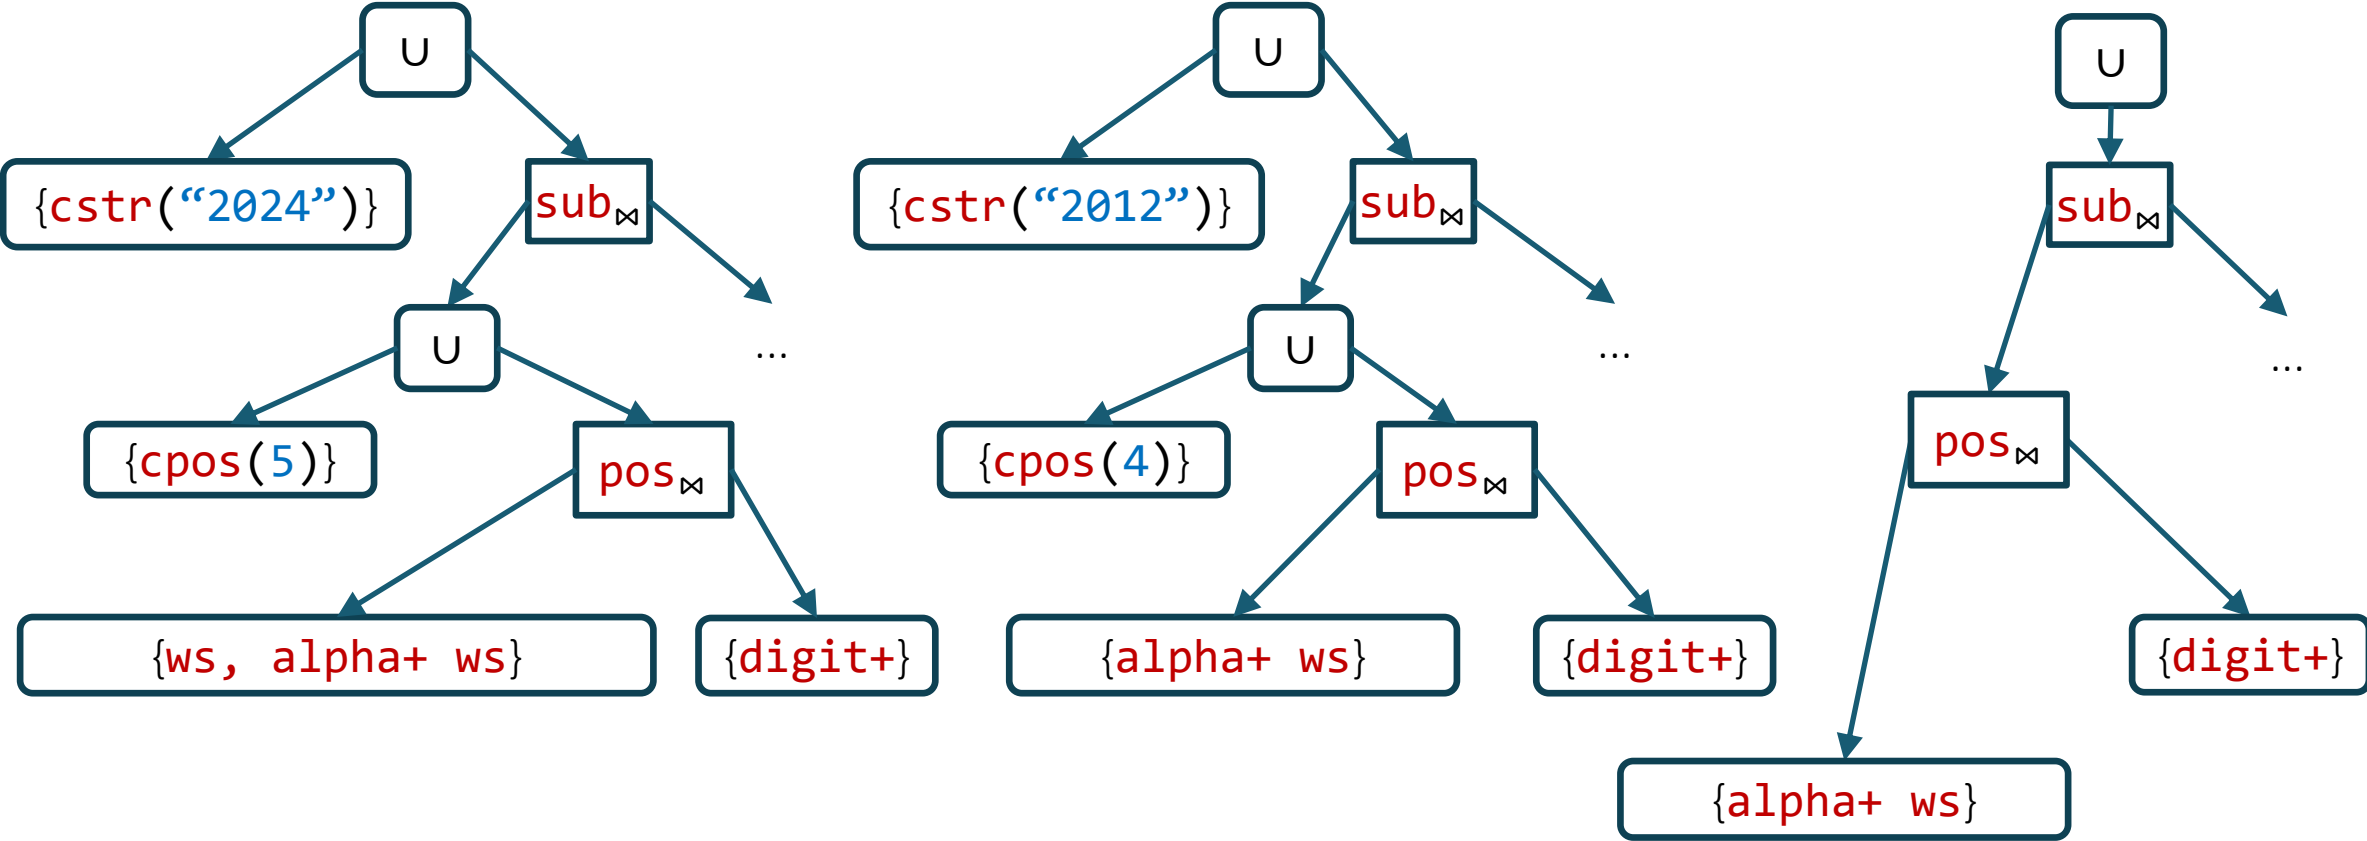 ∪
∪
∪
{cstr(“2024”)}
sub⋈
{cstr(“2012”)}
sub⋈
sub⋈
∪
...
∪
...
...
{cpos(5)}
pos⋈
{cpos(4)}
pos⋈
pos⋈
{ws, alpha+ ws}
{digit+}
{alpha+ ws}
{digit+}
{digit+}
{alpha+ ws}